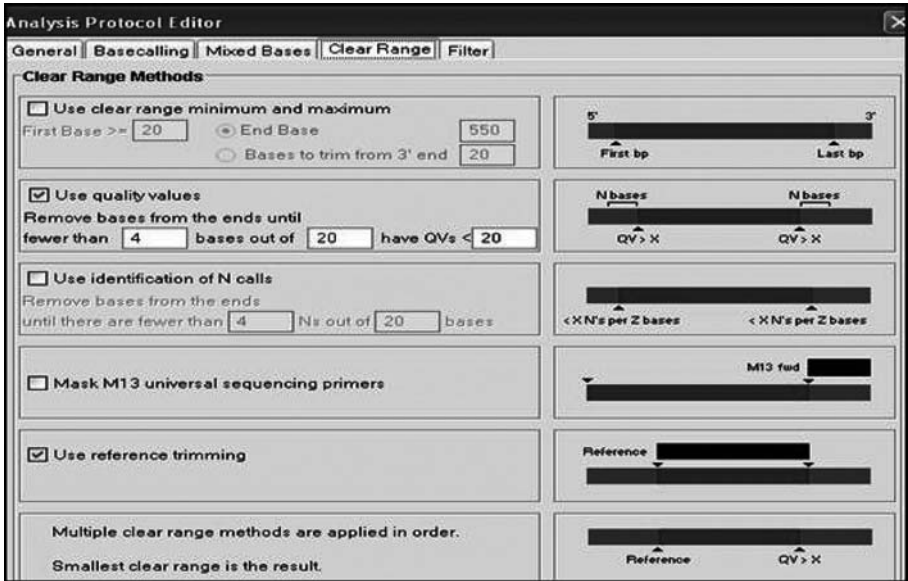 Analysis Protocol Editor
General Basecalling Mixed Bases Clear Range Filter
Clear Range Methods
Use clear range minimum and maximum
First Base >= 20 End Base 550
Bases to trim from 3' end 20
5' 3'
First bp Last bp
Use quality values
Remove bases from the ends until
fewer than 4 bases out of 20 have QVs < 20
N bases N bases
QV > X QV > X
Use identification of N calls
Remove bases from the ends
until there are fewer than 4 Ns out of 20 bases
< X N's per Z bases < X N's per Z bases
Mask M13 universal sequencing primers
M13 fwd
Use reference trimming
Reference
Multiple clear range methods are applied in order.
Smallest clear range is the result.
Reference QV > X